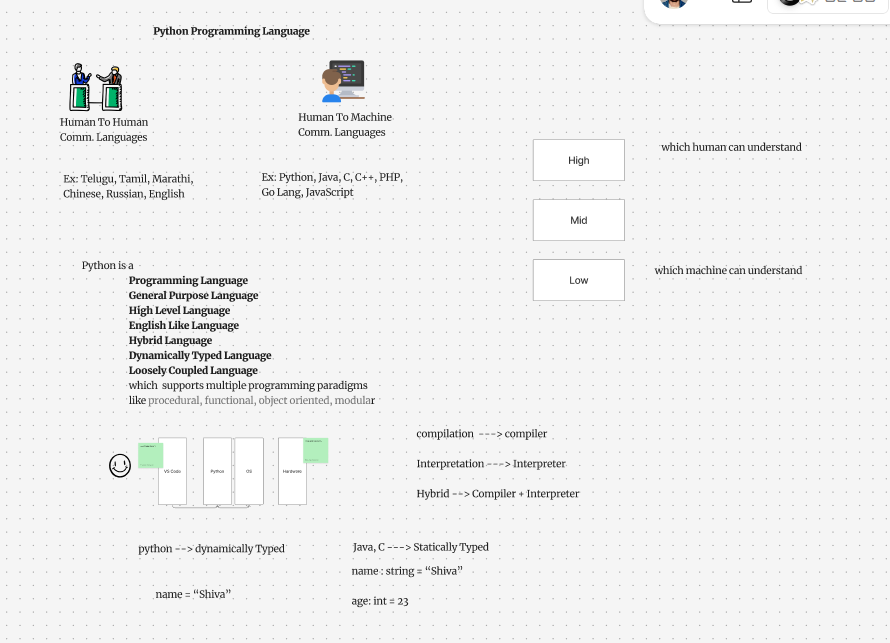 Python Programming Language
Human To Human
Comm. Languages
Human To Machine
Comm. Languages
Ex: Telugu, Tamil, Marathi,
Chinese, Russian, English
Ex: Python, Java, C, C++, PHP,
Go Lang, JavaScript
High
which human can understand
Mid
Low
which machine can understand
Python is a
Programming Language
General Purpose Language
High Level Language
English Like Language
Hybrid Language
Dynamically Typed Language
Loosely Coupled Language
which supports multiple programming paradigms
like procedural, functional, object oriented, modular
VS Code
Python
OS
Hardware
compilation ---> compiler
Interpretation ---> Interpreter
Hybrid --> Compiler + Interpreter
python --> dynamically Typed
name = “Shiva”
Java, C ---> Statically Typed
name : string = “Shiva”
age: int = 23